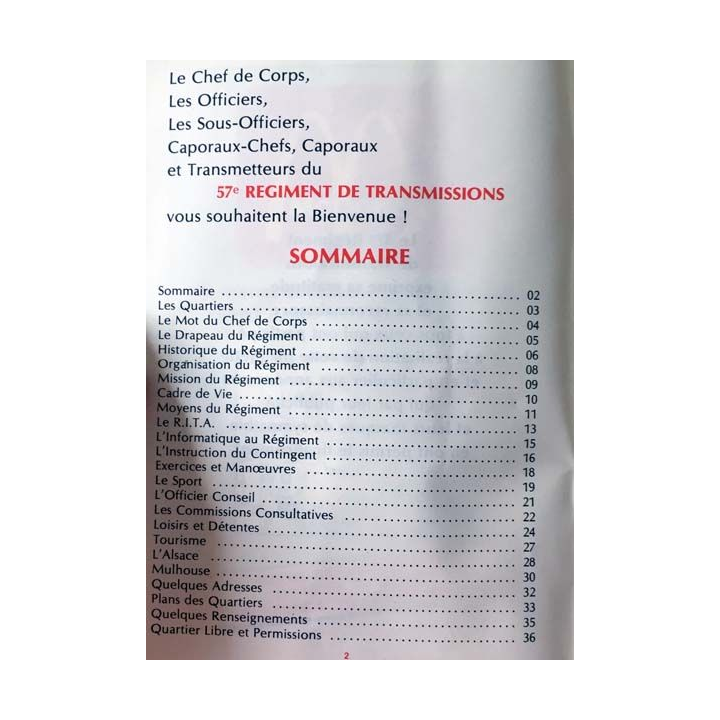 Le Chef de Corps,
Les Officiers,
Les Sous-Officiers,
Caporaux-Chefs, Caporaux
et Transmetteurs du
57e REGIMENT DE TRANSMISSIONS
vous souhaitent la Bienvenue !
SOMMAIRE
Sommaire ........................................ 02
Les Quartiers ........................................ 03
Le Mot du Chef de Corps ........................................ 04
Le Drapeau du Régiment ........................................ 05
Historique du Régiment ........................................ 06
Organisation du Régiment ........................................ 08
Mission du Régiment ........................................ 09
Cadre de Vie ........................................ 10
Moyens du Régiment ........................................ 11
Le R.I.T.A. ........................................ 13
L'Informatique au Régiment ........................................ 15
L'Instruction du Contingent ........................................ 16
Exercices et Manœuvres ........................................ 18
Le Sport ........................................ 19
L'Officier Conseil ........................................ 21
Les Commissions Consultatives ........................................ 22
Loisirs et Détentes ........................................ 24
Tourisme ........................................ 27
L'Alsace ........................................ 28
Mulhouse ........................................ 30
Quelques Adresses ........................................ 32
Plans des Quartiers ........................................ 33
Quelques Renseignements ........................................ 35
Quartier Libre et Permissions ........................................ 36
2